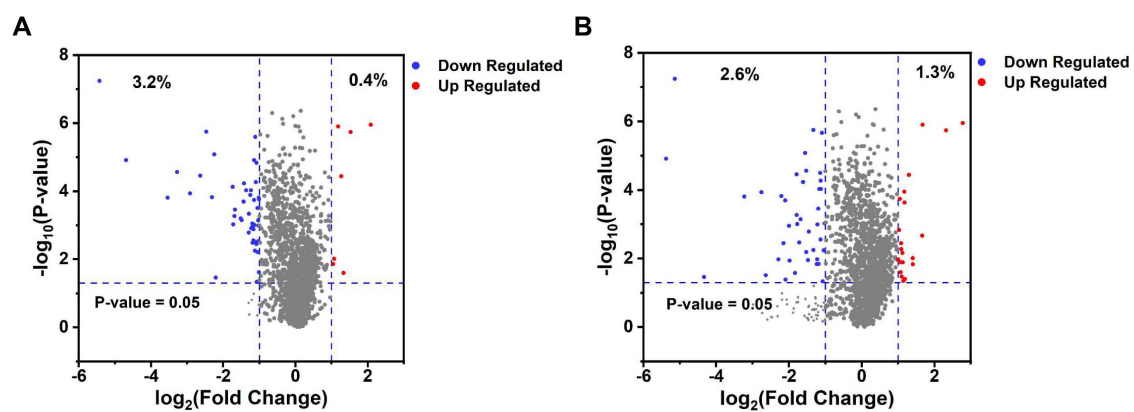 A
8
6
4
2
0
-6
-4
-2
0
2
-log10(P-value)
log2(Fold Change)
3.2%
0.4%
P-value = 0.05
Down Regulated
Up Regulated
B
8
6
4
2
0
-6
-4
-2
0
2
-log10(P-value)
log2(Fold Change)
2.6%
1.3%
P-value = 0.05
Down Regulated
Up Regulated